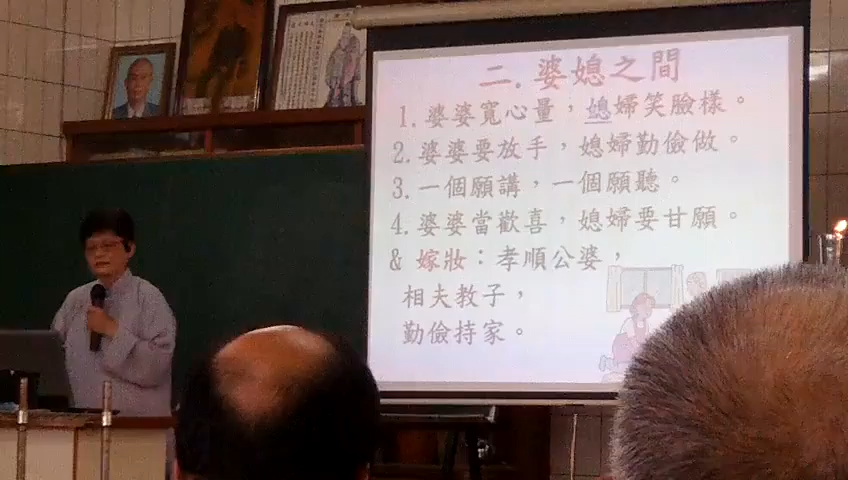 二.婆媳之間
1.婆婆寬心量，媳婦笑臉樣。
2.婆婆要放手，媳婦勤儉做。
3.一個願講，一個願聽。
4.婆婆當歡喜，媳婦要甘願。
& 嫁妝：孝順公婆，
相夫教子，
勤儉持家。